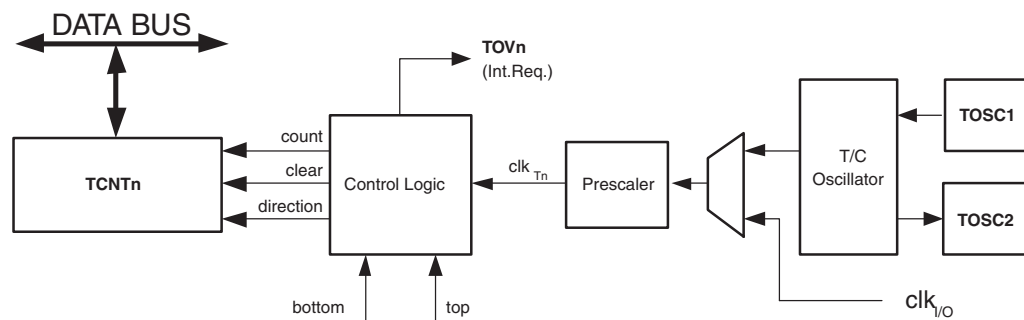 DATA BUS
TOVn
(Int.Req.)
TOSC1
count
TCNTn
clear
Control Logic
clk Tn
Prescaler
T/C
Oscillator
direction
TOSC2
bottom
top
clkI/O